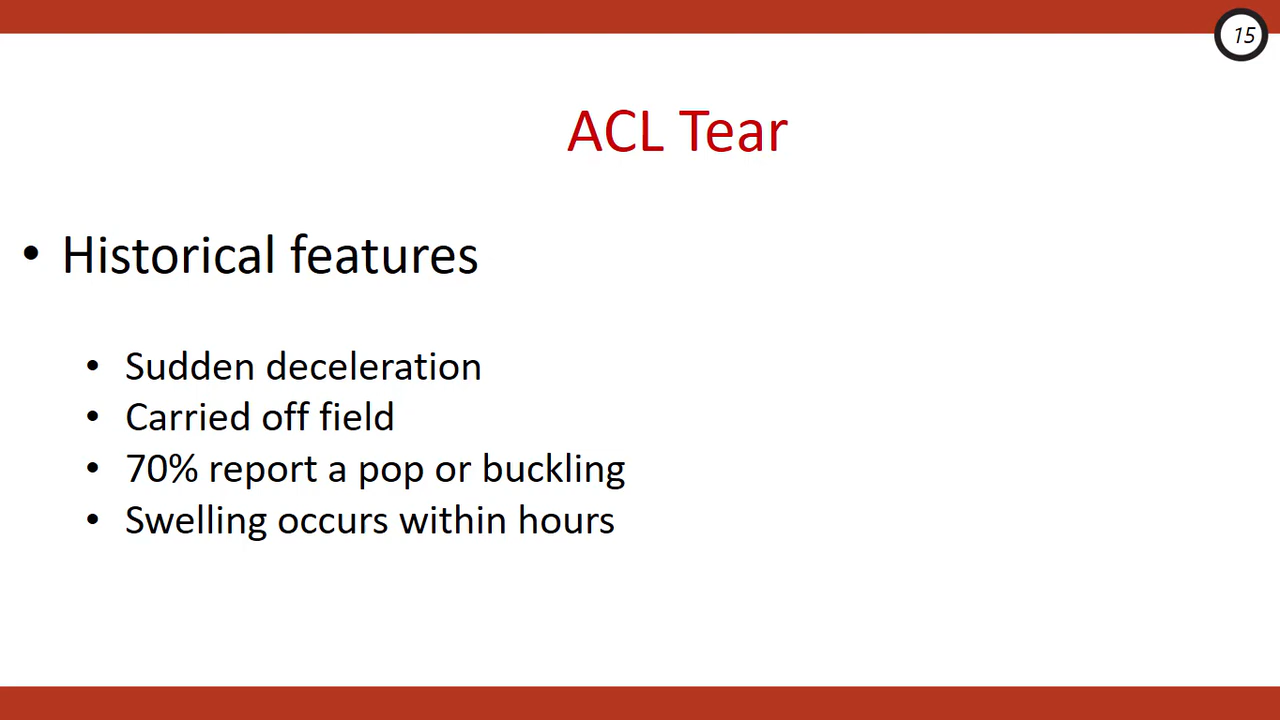 15
ACL Tear
• Historical features
• Sudden deceleration
• Carried off field
• 70% report a pop or buckling
• Swelling occurs within hours